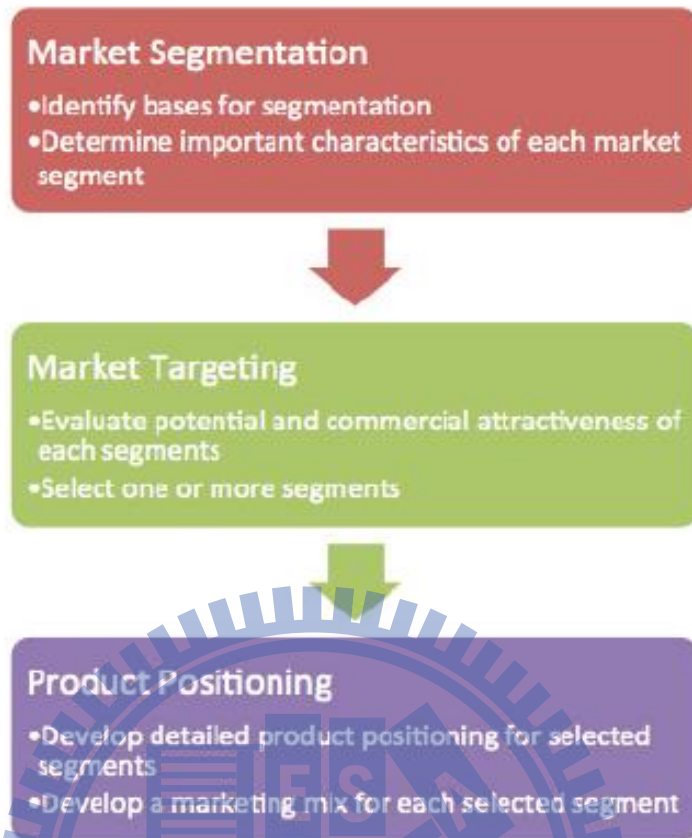 Market Segmentation
•Identify bases for segmentation
•Determine important characteristics of each market
segment
Market Targeting
•Evaluate potential and commercial attractiveness of
each segments
•Select one or more segments
Product Positioning
•Develop detailed product positioning for selected
segments
•Develop a marketing mix for each selected segment
ES